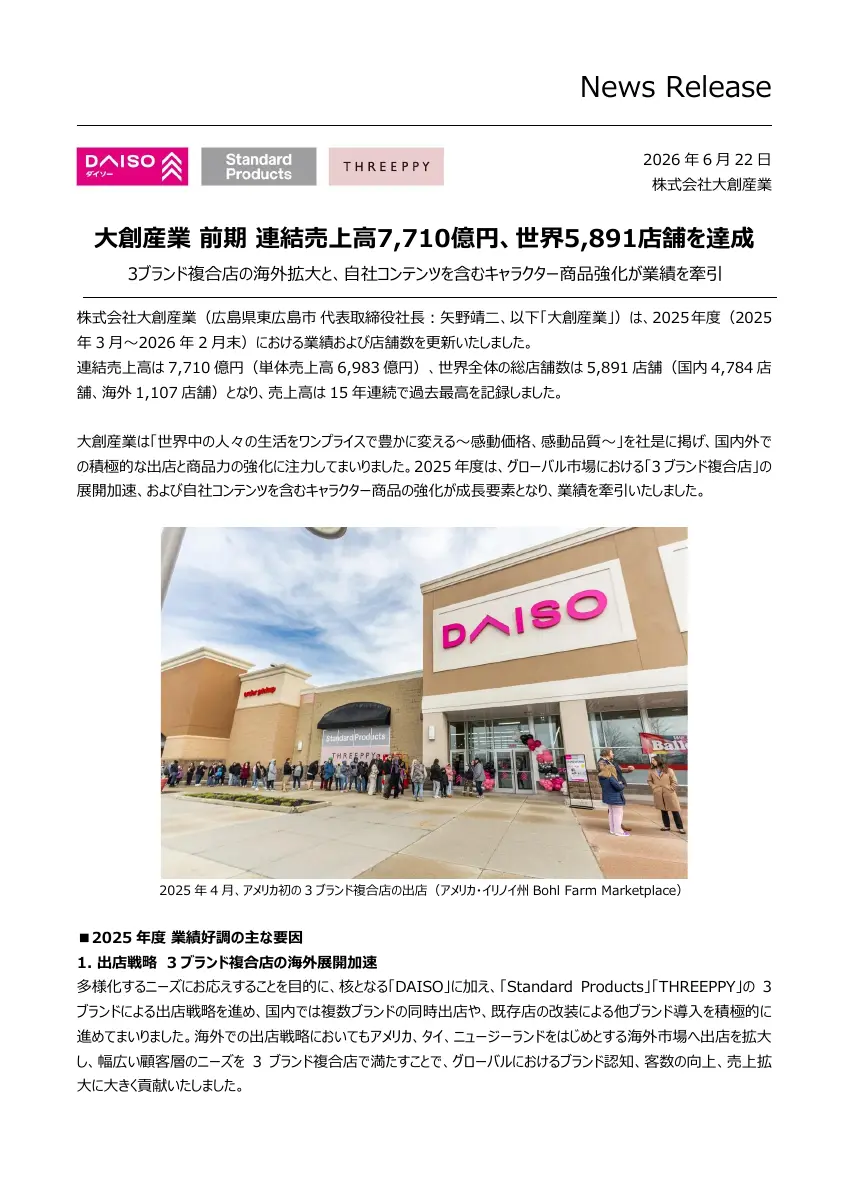 News Release
DAISO
ダイソー
Standard
Products
THREEPPY
2026 年 6 月 22 日
株式会社大創産業
大創産業 前期 連結売上高7,710億円、世界5,891店舗を達成
3ブランド複合店の海外拡大と、自社コンテンツを含むキャラクター商品強化が業績を牽引
株式会社大創産業（広島県東広島市 代表取締役社長：矢野靖二、以下「大創産業」）は、2025年度（2025
年 3 月～2026 年 2 月末）における業績および店舗数を更新いたしました。
連結売上高は 7,710 億円（単体売上高 6,983 億円）、世界全体の総店舗数は 5,891 店舗（国内 4,784 店
舗、海外 1,107 店舗）となり、売上高は 15 年連続で過去最高を記録しました。
大創産業は「世界中の人々の生活をワンプライスで豊かに変える～感動価格、感動品質～」を社是に掲げ、国内外で
の積極的な出店と商品力の強化に注力してまいりました。2025 年度は、グローバル市場における「3 ブランド複合店」の
展開加速、および自社コンテンツを含むキャラクター商品の強化が成長要素となり、業績を牽引いたしました。
DAISO
order pickup
Standard Products
THREEPPY
2025 年 4 月、アメリカ初の 3 ブランド複合店の出店（アメリカ・イリノイ州 Bohl Farm Marketplace）
■2025 年度 業績好調の主な要因
1. 出店戦略 3 ブランド複合店の海外展開加速
多様化するニーズにお応えすることを目的に、核となる「DAISO」に加え、「Standard Products」「THREEPPY」の 3
ブランドによる出店戦略を進め、国内では複数ブランドの同時出店や、既存店の改装による他ブランド導入を積極的に
進めてまいりました。海外での出店戦略においてもアメリカ、タイ、ニュージーランドをはじめとする海外市場へ出店を拡大
し、幅広い顧客層のニーズを 3 ブランド複合店で満たすことで、グローバルにおけるブランド認知、客数の向上、売上拡
大に大きく貢献いたしました。